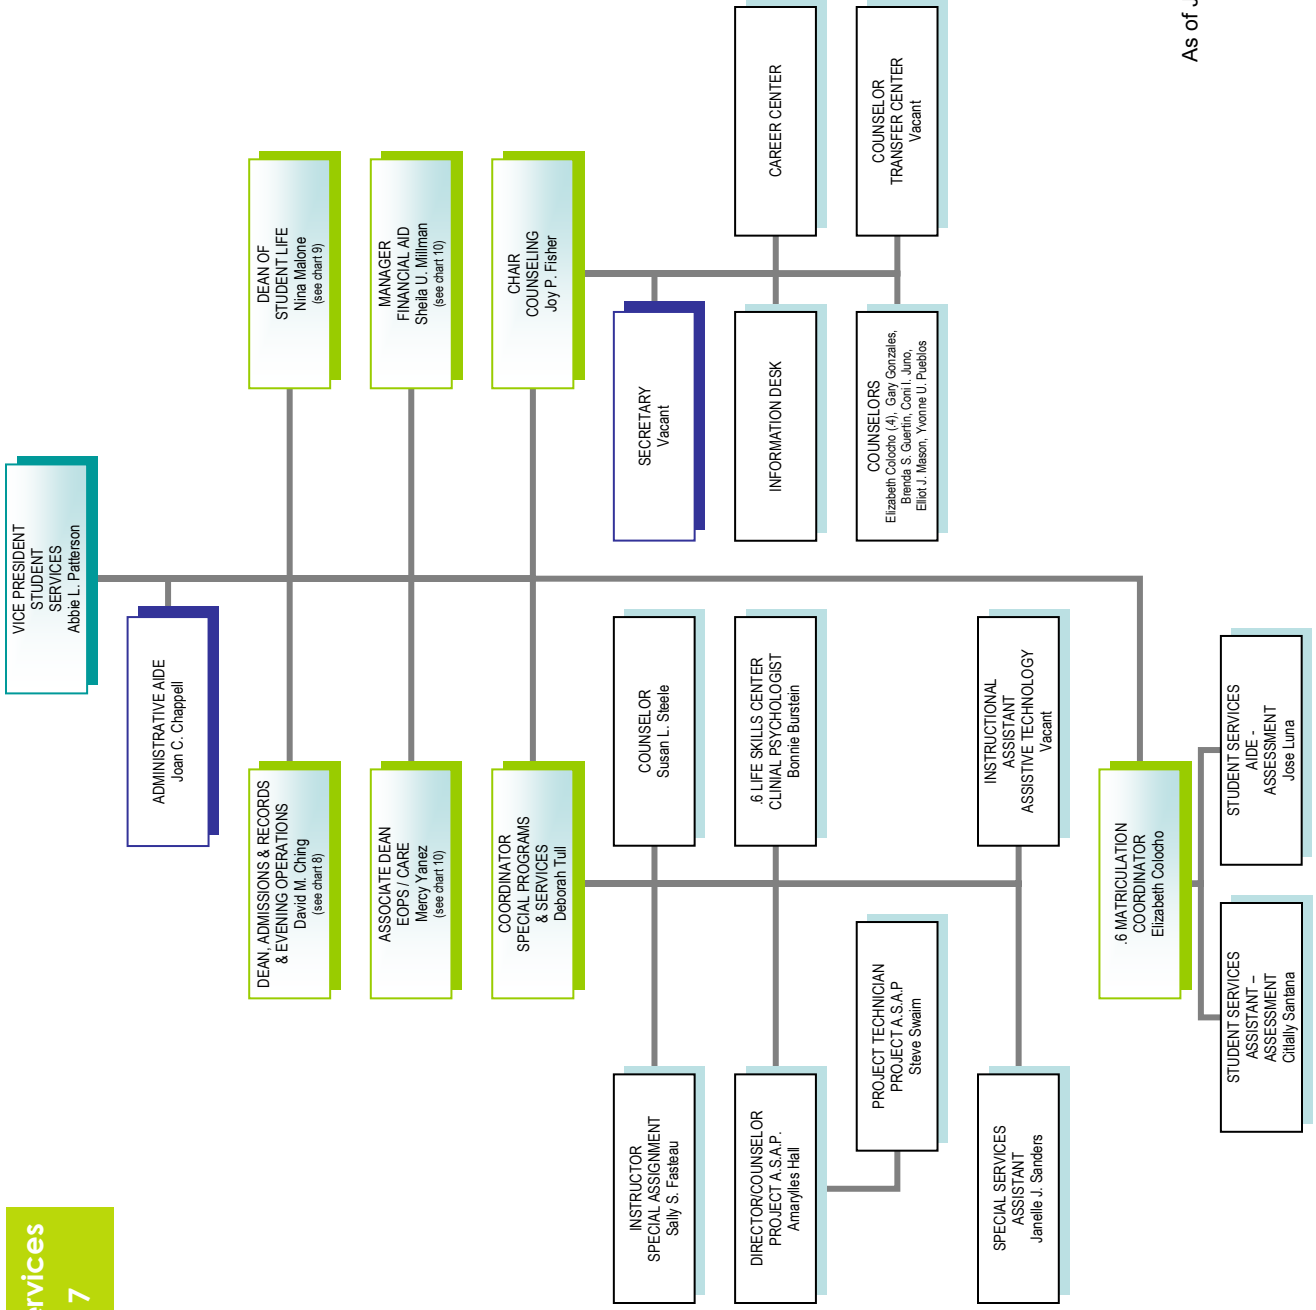 ervices
7
VICE PRESIDENT
STUDENT
SERVICES
Abbie L. Patterson
ADMINISTRATIVE AIDE
Joan C. Chappell
DEAN, ADMISSIONS & RECORDS
& EVENING OPERATIONS
David M. Ching
(see chart 8)
DEAN OF
STUDENT LIFE
Nina Malone
(see chart 9)
ASSOCIATE DEAN
EOPS / CARE
Mercy Yanez
(see chart 10)
MANAGER
FINANCIAL AID
Sheila U. Millman
(see chart 10)
COORDINATOR
SPECIAL PROGRAMS
& SERVICES
Deborah Tull
CHAIR
COUNSELING
Joy P. Fisher
INSTRUCTOR
SPECIAL ASSIGNMENT
Sally S. Fasteau
COUNSELOR
Susan L. Steele
SECRETARY
Vacant
DIRECTOR/COUNSELOR
PROJECT A.S.A.P.
Amarylles Hall
.6 LIFE SKILLS CENTER
CLINIAL PSYCHOLOGIST
Bonnie Burstein
INFORMATION DESK
CAREER CENTER
PROJECT TECHNICIAN
PROJECT A.S.A.P
Steve Swaim
COUNSELORS
Elizabeth Colocho (.4), Gary Gonzales,
Brenda S. Guertin, Coni I. Juno,
Elliot J. Mason, Yvonne U. Pueblos
COUNSELOR
TRANSFER CENTER
Vacant
SPECIAL SERVICES
ASSISTANT
Janelle J. Sanders
INSTRUCTIONAL
ASSISTANT
ASSISTIVE TECHNOLOGY
Vacant
.6 MATRICULATION
COORDINATOR
Elizabeth Colocho
STUDENT SERVICES
ASSISTANT –
ASSESSMENT
Citlally Santana
STUDENT SERVICES
AIDE -
ASSESSMENT
Jose Luna
As of J